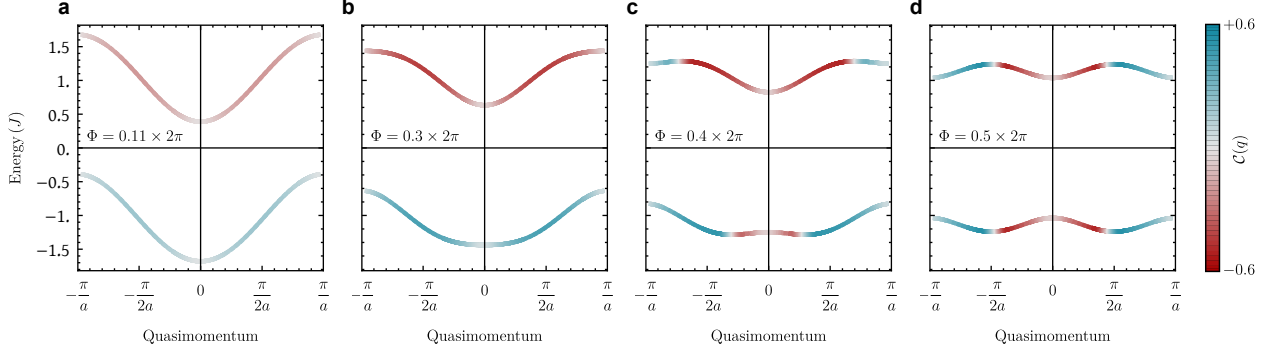 a
b
c
d
1.5
1.0
0.5
0.
−0.5
−1.
−1.5
Energy (J)
Φ = 0.11 × 2π
Φ = 0.3 × 2π
Φ = 0.4 × 2π
Φ = 0.5 × 2π
+0.6
C(q)
−0.6
−π/a −π/2a 0 π/2a π/a
−π/a −π/2a 0 π/2a π/a
−π/a −π/2a 0 π/2a π/a
−π/a −π/2a 0 π/2a π/a
Quasimomentum
Quasimomentum
Quasimomentum
Quasimomentum